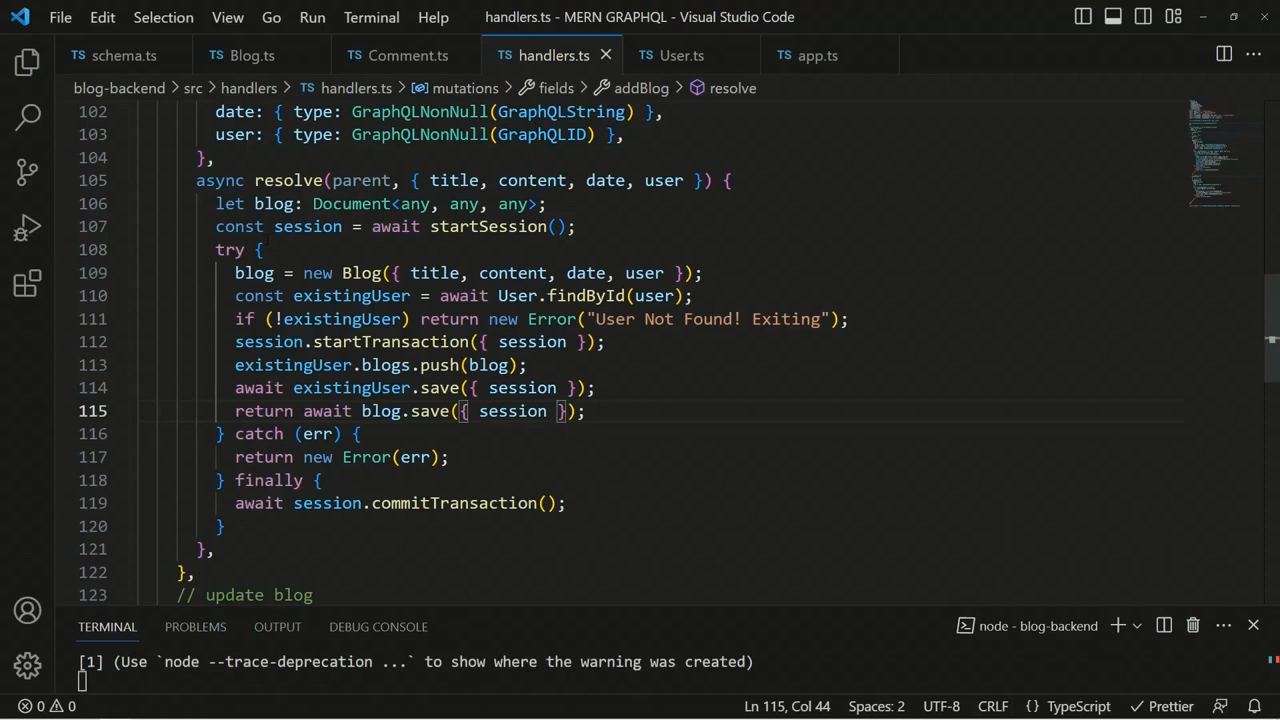 File Edit Selection View Go Run Terminal Help handlers.ts - MERN GRAPHQL - Visual Studio Code
TS schema.ts TS Blog.ts TS Comment.ts TS handlers.ts TS User.ts TS app.ts
blog-backend > src > handlers > TS handlers.ts > mutations > fields > addBlog > resolve
102 date: { type: GraphQLNonNull(GraphQLString) },
103 user: { type: GraphQLNonNull(GraphQLID) },
104 },
105 async resolve(parent, { title, content, date, user }) {
106 let blog: Document<any, any, any>;
107 const session = await startSession();
108 try {
109 blog = new Blog({ title, content, date, user });
110 const existingUser = await User.findById(user);
111 if (!existingUser) return new Error("User Not Found! Exiting");
112 session.startTransaction({ session });
113 existingUser.blogs.push(blog);
114 await existingUser.save({ session });
115 return await blog.save({ session });
116 } catch (err) {
117 return new Error(err);
118 } finally {
119 await session.commitTransaction();
120 }
121 },
122 },
123 // update blog
TERMINAL PROBLEMS OUTPUT DEBUG CONSOLE node - blog-backend
[1] (Use `node --trace-deprecation ...` to show where the warning was created)
0 0 Ln 115, Col 44 Spaces: 2 UTF-8 CRLF {} TypeScript Prettier